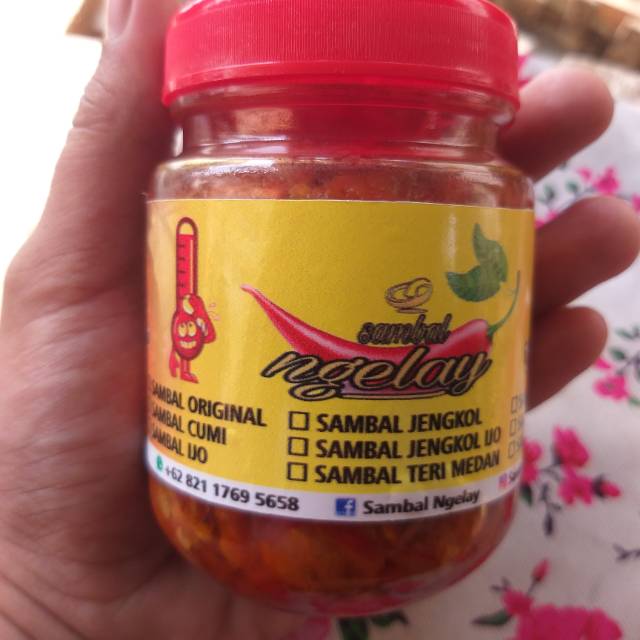 sambal
ngelay
SAMBAL ORIGINAL
SAMBAL CUMI
SAMBAL IJO
SAMBAL JENGKOL
SAMBAL JENGKOL IJO
SAMBAL TERI MEDAN
+62 821 1769 5658
Sambal Ngelay